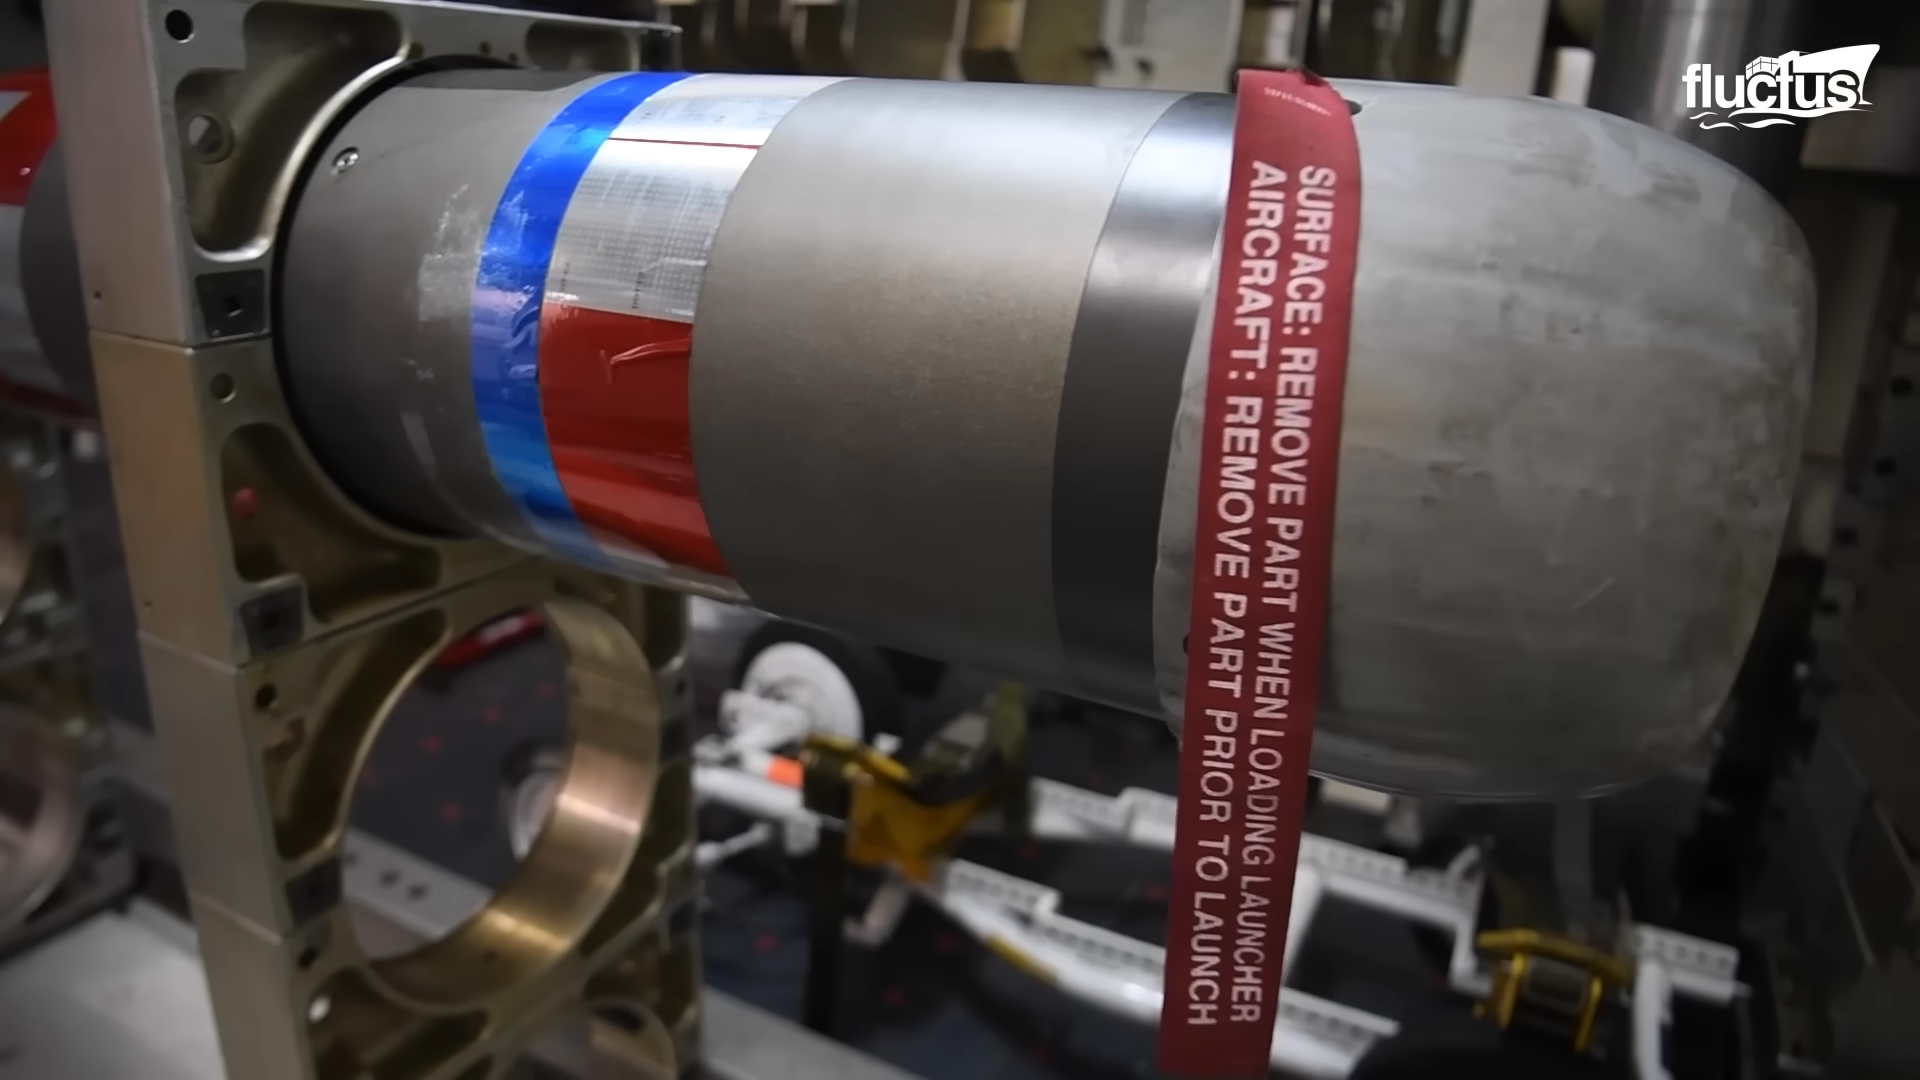 fluctus
SURFACE: REMOVE PART WHEN LOADING LAUNCHER
AIRCRAFT: REMOVE PART PRIOR TO LAUNCH